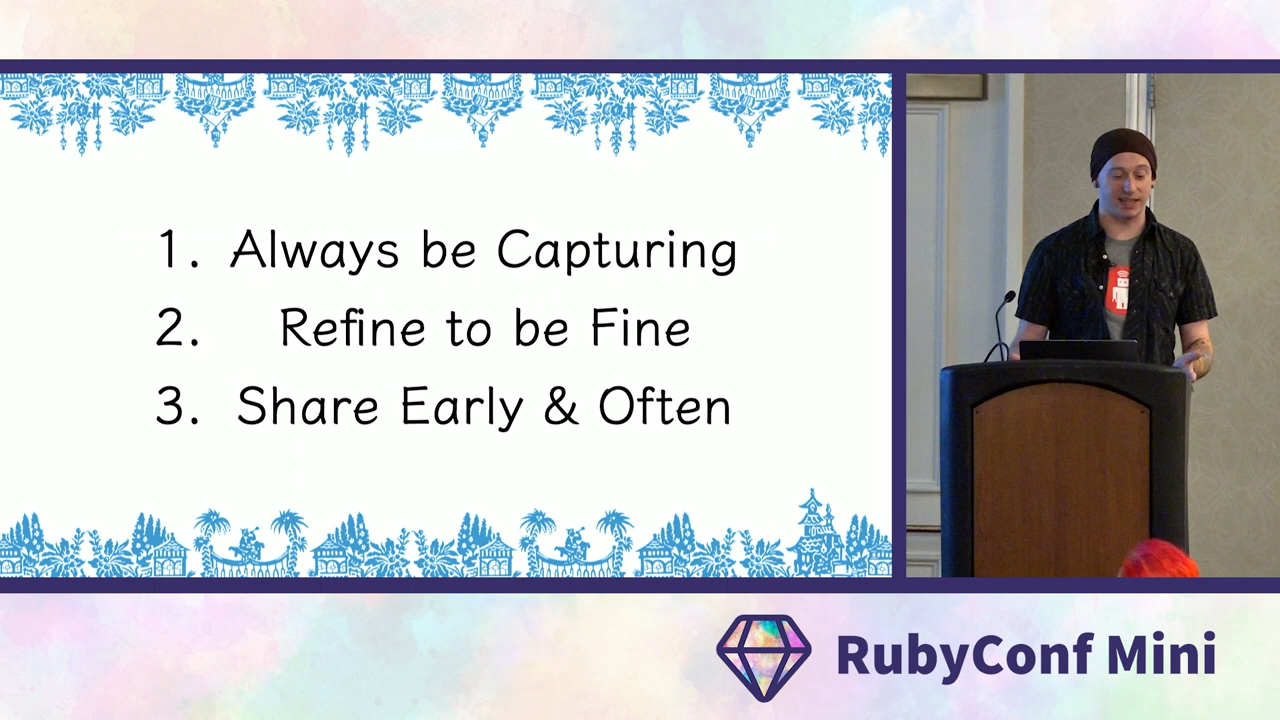 1. Always be Capturing
2. Refine to be Fine
3. Share Early & Often
RubyConf Mini